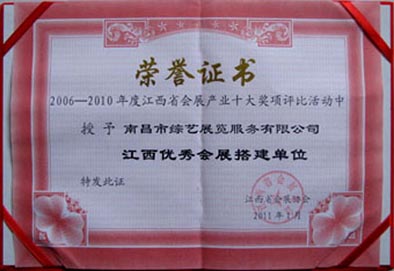 荣誉证书
2006—2010年度江西省会展产业十大奖项评比活动中
授予 南昌市综艺展览服务有限公司
江西优秀会展搭建单位
特发此证
江西省会展协会
2011年1月